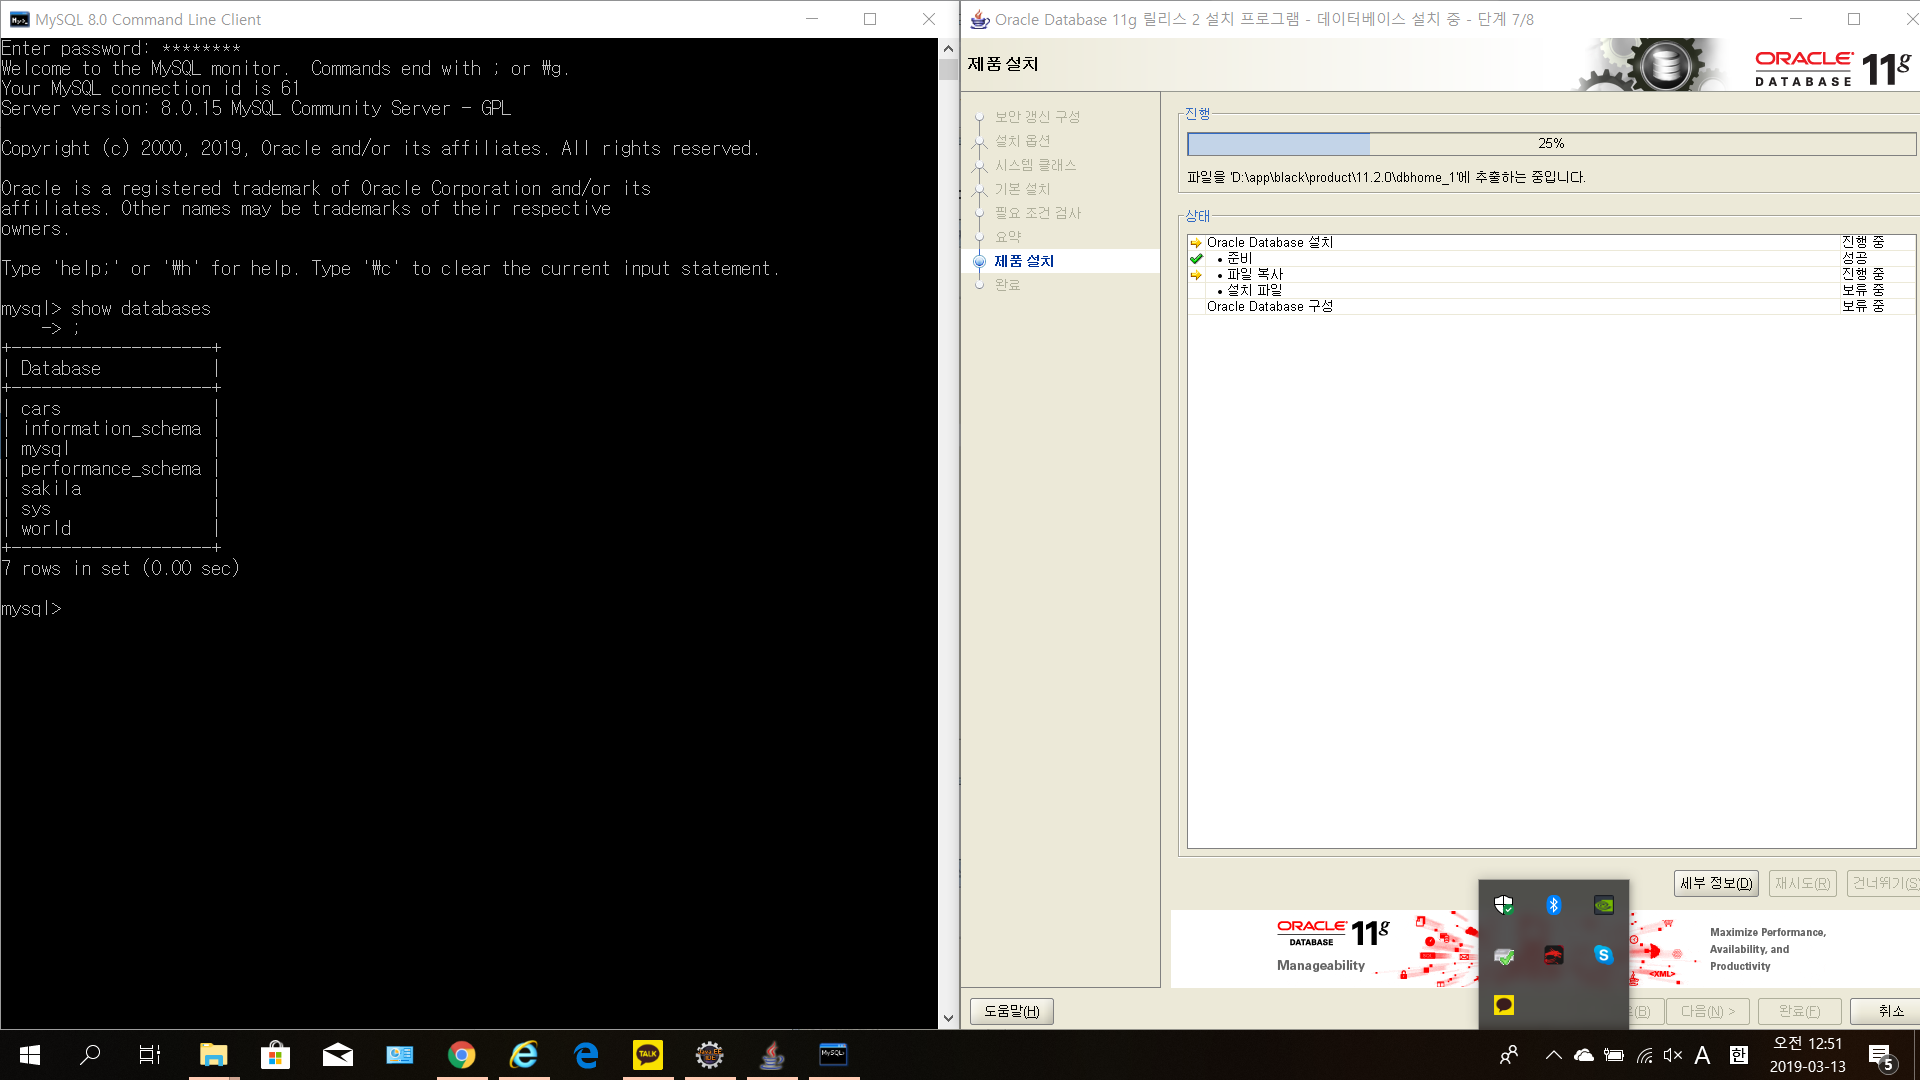 MySQL 8.0 Command Line Client
Enter password: ********
Welcome to the MySQL monitor.  Commands end with ; or ₩g.
Your MySQL connection id is 61
Server version: 8.0.15 MySQL Community Server - GPL
Copyright (c) 2000, 2019, Oracle and/or its affiliates. All rights reserved.
Oracle is a registered trademark of Oracle Corporation and/or its
affiliates. Other names may be trademarks of their respective
owners.
Type 'help;' or '₩h' for help. Type '₩c' to clear the current input statement.
mysql> show databases
    -> ;
+--------------------+
| Database           |
+--------------------+
| cars               |
| information_schema |
| mysql              |
| performance_schema |
| sakila             |
| sys                |
| world              |
+--------------------+
7 rows in set (0.00 sec)
mysql>
Oracle Database 11g 릴리스 2 설치 프로그램 - 데이터베이스 설치 중 - 단계 7/8
제품 설치
ORACLE DATABASE 11g
보안 갱신 구성
설치 옵션
시스템 클래스
기본 설치
필요 조건 검사
요약
제품 설치
완료
진행
25%
파일을 'D:\app\black\product\11.2.0\dbhome_1'에 추출하는 중입니다.
상태
Oracle Database 설치 진행 중
• 준비 성공
• 파일 복사 진행 중
• 설치 파일 보류 중
Oracle Database 구성 보류 중
세부 정보(D) 재시도(R) 건너뛰기(S
ORACLE DATABASE 11g
Manageability
<XML>
Maximize Performance,
Availability, and
Productivity
도움말(H) (B) 다음(N) > 완료(F) 취소
TALK
MySQL
A 한
오전 12:51
2019-03-13
5